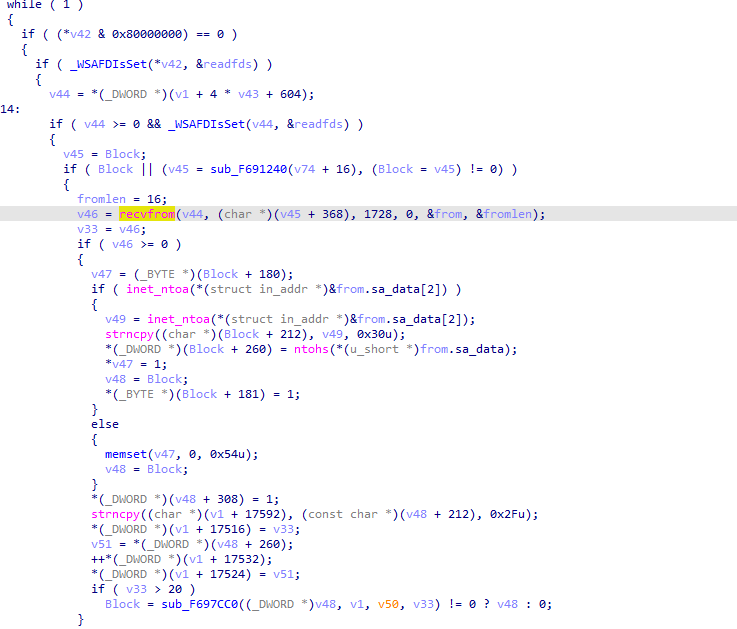 while ( 1 )
{
if ( (*v42 & 0x80000000) == 0 )
{
if ( _WSAFDIsSet(*v42, &readfds) )
{
v44 = *(_DWORD *)(v1 + 4 * v43 + 604);
14:
if ( v44 >= 0 && _WSAFDIsSet(v44, &readfds) )
{
v45 = Block;
if ( Block || (v45 = sub_F691240(v74 + 16), (Block = v45) != 0) )
{
fromlen = 16;
v46 = recvfrom(v44, (char *)(v45 + 368), 1728, 0, &from, &fromlen);
v33 = v46;
if ( v46 >= 0 )
{
v47 = (_BYTE *)(Block + 180);
if ( inet_ntoa(*(struct in_addr *)&from.sa_data[2]) )
{
v49 = inet_ntoa(*(struct in_addr *)&from.sa_data[2]);
strncpy((char *)(Block + 212), v49, 0x30u);
*(_DWORD *)(Block + 260) = ntohs(*(u_short *)from.sa_data);
*v47 = 1;
v48 = Block;
*(_BYTE *)(Block + 181) = 1;
}
else
{
memset(v47, 0, 0x54u);
v48 = Block;
}
*(_DWORD *)(v48 + 308) = 1;
strncpy((char *)(v1 + 17592), (const char *)(v48 + 212), 0x2Fu);
*(_DWORD *)(v1 + 17516) = v33;
v51 = *(_DWORD *)(v48 + 260);
++*(_DWORD *)(v1 + 17532);
*(_DWORD *)(v1 + 17524) = v51;
if ( v33 > 20 )
Block = sub_F697CC0((_DWORD *)v48, v1, v50, v33) != 0 ? v48 : 0;
}